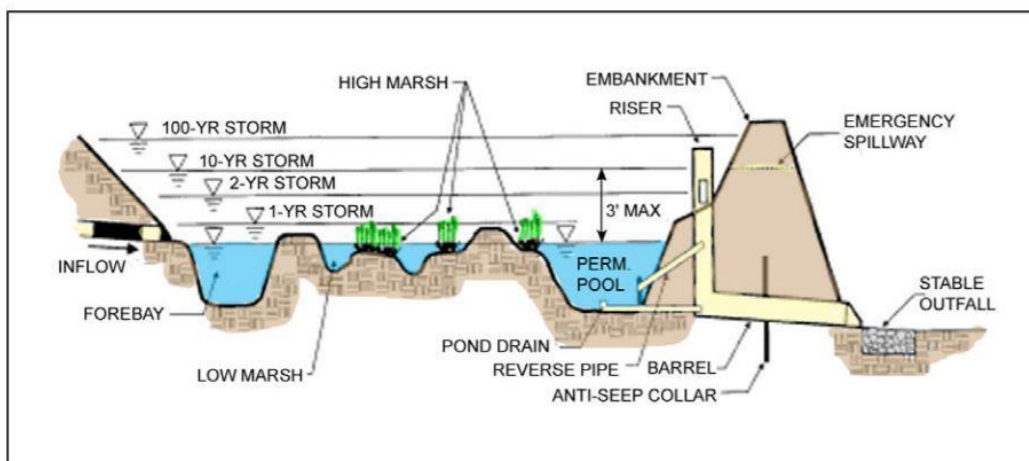 HIGH MARSH
EMBANKMENT
RISER
EMERGENCY
SPILLWAY
100-YR STORM
10-YR STORM
2-YR STORM
1-YR STORM
3' MAX
INFLOW
FOREBAY
PERM.
POOL
STABLE
OUTFALL
LOW MARSH
POND DRAIN
REVERSE PIPE
BARREL
ANTI-SEEP COLLAR